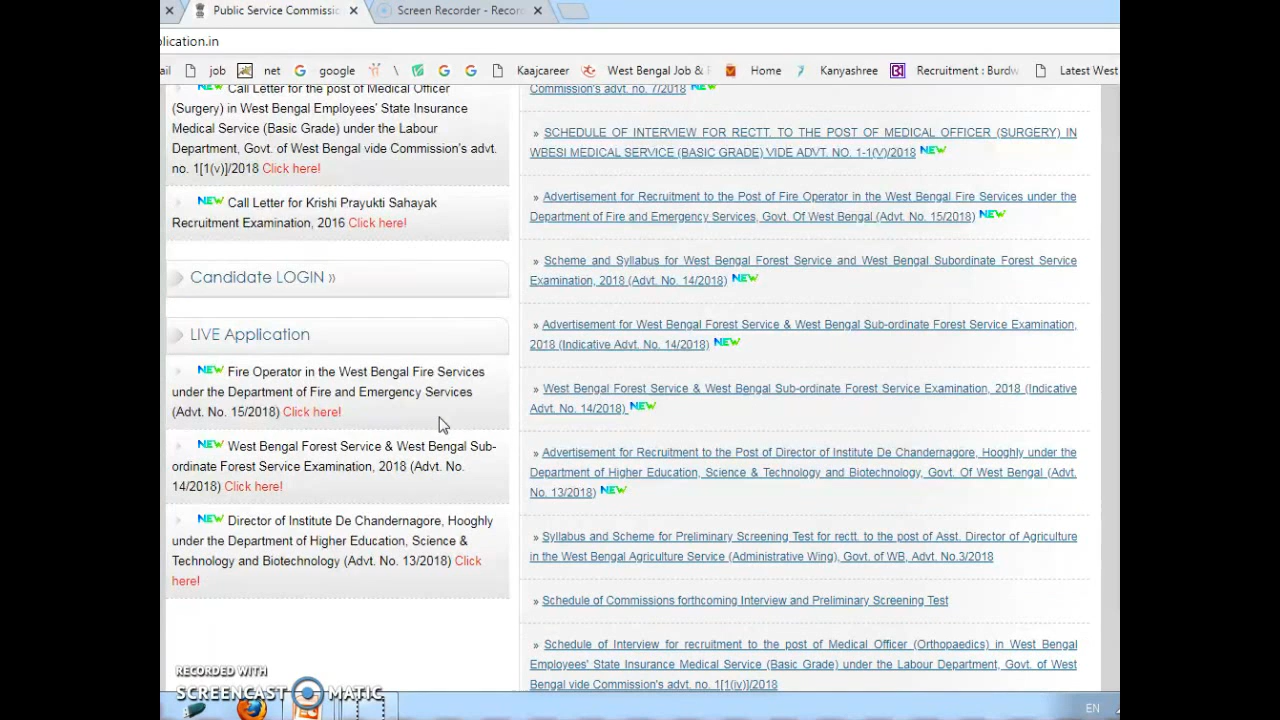 Public Service Commissio
Screen Recorder - Recor
plication.in
ail
job
net
google
\
Kaajcareer
West Bengal Job &
Home
Kanyashree
Recruitment : Burdw
Latest West
NEW Call Letter for the post of Medical Officer
(Surgery) in West Bengal Employees' State Insurance
Medical Service (Basic Grade) under the Labour
Department, Govt. of West Bengal vide Commission's advt.
no. 1[1(v)]/2018 Click here!
NEW Call Letter for Krishi Prayukti Sahayak
Recruitment Examination, 2016 Click here!
Candidate LOGIN »
LIVE Application
NEW Fire Operator in the West Bengal Fire Services
under the Department of Fire and Emergency Services
(Advt. No. 15/2018) Click here!
NEW West Bengal Forest Service & West Bengal Sub-
ordinate Forest Service Examination, 2018 (Advt. No.
14/2018) Click here!
NEW Director of Institute De Chandernagore, Hooghly
under the Department of Higher Education, Science &
Technology and Biotechnology (Advt. No. 13/2018) Click
here!
Commission's advt. no. 7/2018 NEW
» SCHEDULE OF INTERVIEW FOR RECTT. TO THE POST OF MEDICAL OFFICER (SURGERY) IN
WBESI MEDICAL SERVICE (BASIC GRADE) VIDE ADVT. NO. 1-1(V)/2018 NEW
» Advertisement for Recruitment to the Post of Fire Operator in the West Bengal Fire Services under the
Department of Fire and Emergency Services, Govt. Of West Bengal (Advt. No. 15/2018) NEW
» Scheme and Syllabus for West Bengal Forest Service and West Bengal Subordinate Forest Service
Examination, 2018 (Advt. No. 14/2018) NEW
» Advertisement for West Bengal Forest Service & West Bengal Sub-ordinate Forest Service Examination,
2018 (Indicative Advt. No. 14/2018) NEW
» West Bengal Forest Service & West Bengal Sub-ordinate Forest Service Examination, 2018 (Indicative
Advt. No. 14/2018) NEW
» Advertisement for Recruitment to the Post of Director of Institute De Chandernagore, Hooghly under the
Department of Higher Education, Science & Technology and Biotechnology, Govt. Of West Bengal (Advt.
No. 13/2018) NEW
» Syllabus and Scheme for Preliminary Screening Test for rectt. to the post of Asst. Director of Agriculture
in the West Bengal Agriculture Service (Administrative Wing), Govt. of WB, Advt. No.3/2018
» Schedule of Commissions forthcoming Interview and Preliminary Screening Test
» Schedule of Interview for recruitment to the post of Medical Officer (Orthopaedics) in West Bengal
Employees' State Insurance Medical Service (Basic Grade) under the Labour Department, Govt. of West
Bengal vide Commission's advt. no. 1[1(iv)]/2018
RECORDED WITH
SCREENCAST MATIC
EN